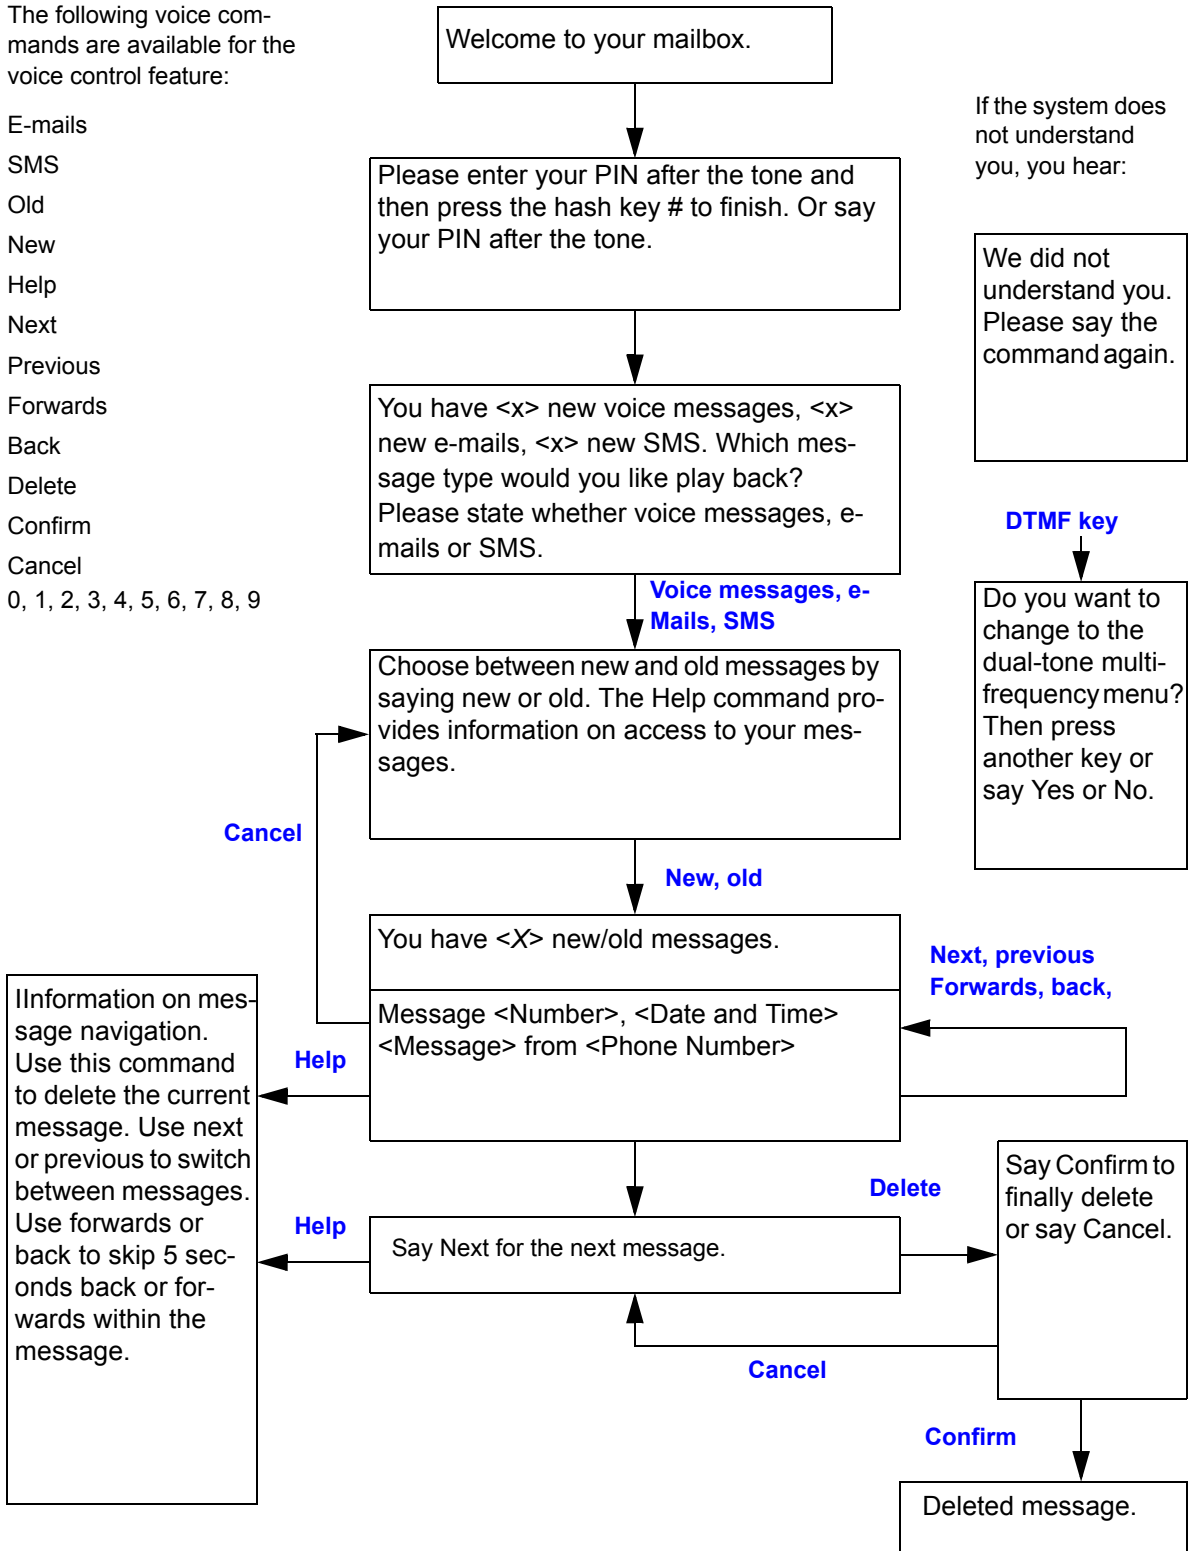 The following voice com-
mands are available for the
voice control feature:
E-mails
SMS
Old
New
Help
Next
Previous
Forwards
Back
Delete
Confirm
Cancel
0, 1, 2, 3, 4, 5, 6, 7, 8, 9
Welcome to your mailbox.
Please enter your PIN after the tone and
then press the hash key # to finish. Or say
your PIN after the tone.
You have <x> new voice messages, <x>
new e-mails, <x> new SMS. Which mes-
sage type would you like play back?
Please state whether voice messages, e-
mails or SMS.
Voice messages, e-
Mails, SMS
Choose between new and old messages by
saying new or old. The Help command pro-
vides information on access to your mes-
sages.
Cancel
New, old
You have <X> new/old messages.
Message <Number>, <Date and Time>
<Message> from <Phone Number>
Next, previous
Forwards, back,
Help
IInformation on mes-
sage navigation.
Use this command
to delete the current
message. Use next
or previous to switch
between messages.
Use forwards or
back to skip 5 sec-
onds back or for-
wards within the
message.
Help
Say Next for the next message.
Delete
Say Confirm to
finally delete
or say Cancel.
Cancel
Confirm
Deleted message.
If the system does
not understand
you, you hear:
We did not
understand you.
Please say the
command again.
DTMF key
Do you want to
change to the
dual-tone multi-
frequency menu?
Then press
another key or
say Yes or No.